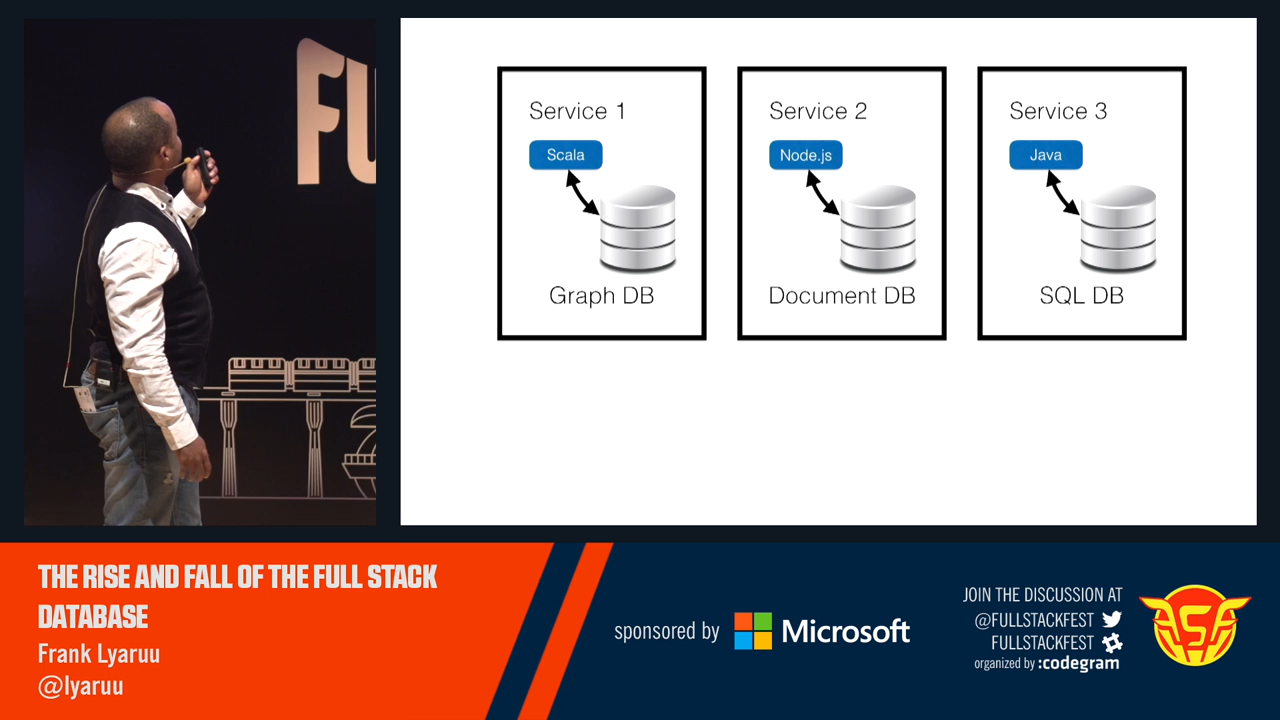 FU
Service 1
Scala
Graph DB
Service 2
Node.js
Document DB
Service 3
Java
SQL DB
THE RISE AND FALL OF THE FULL STACK
DATABASE
Frank Lyaruu
@lyaruu
sponsored by Microsoft
JOIN THE DISCUSSION AT
@FULLSTACKFEST
FULLSTACKFEST
organized by :codegram
FSF